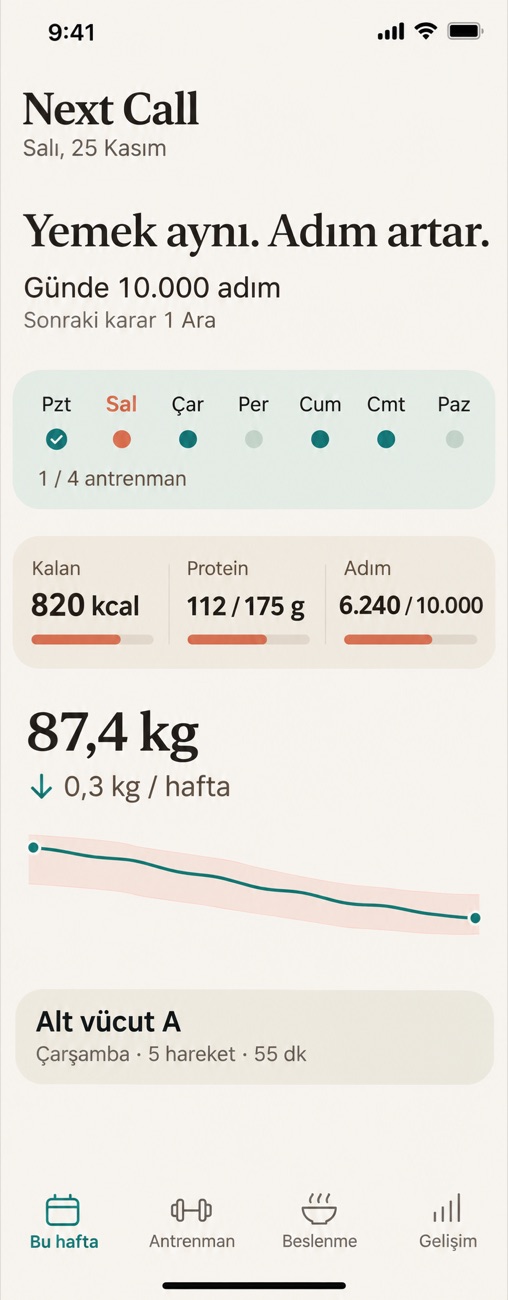 9:41
Next Call
Salı, 25 Kasım
Yemek aynı. Adım artar.
Günde 10.000 adım
Sonraki karar 1 Ara
Pzt Sal Çar Per Cum Cmt Paz
1 / 4 antrenman
Kalan Protein Adım
820 kcal 112 / 175 g 6.240 / 10.000
87,4 kg
↓ 0,3 kg / hafta
Alt vücut A
Çarşamba · 5 hareket · 55 dk
Bu hafta Antrenman Beslenme Gelişim